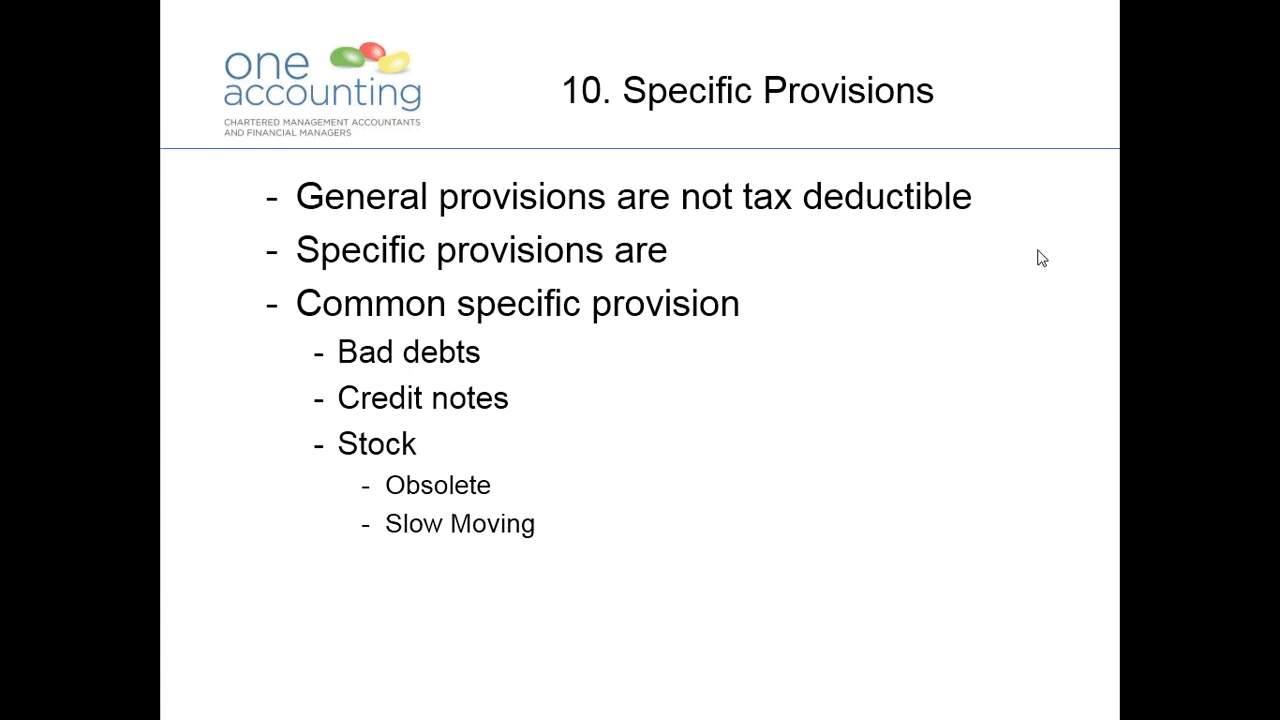 one
accounting
CHARTERED MANAGEMENT ACCOUNTANTS
AND FINANCIAL MANAGERS
10. Specific Provisions
- General provisions are not tax deductible
- Specific provisions are
- Common specific provision
- Bad debts
- Credit notes
- Stock
- Obsolete
- Slow Moving